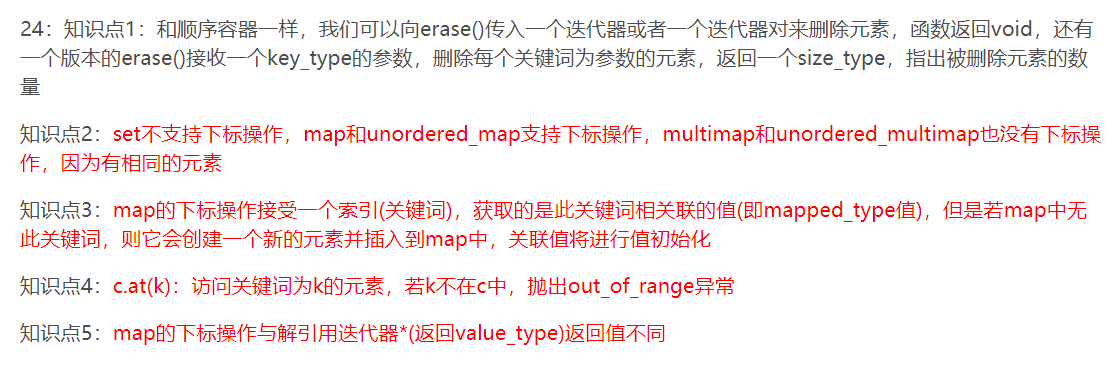 24：知识点1：和顺序容器一样，我们可以向erase()传入一个迭代器或者一个迭代器对来删除元素，函数返回void，还有
一个版本的erase()接收一个key_type的参数，删除每个关键词为参数的元素，返回一个size_type，指出被删除元素的数
量
知识点2：set不支持下标操作，map和unordered_map支持下标操作，multimap和unordered_multimap也没有下标操
作，因为有相同的元素
知识点3：map的下标操作接受一个索引(关键词)，获取的是此关键词相关联的值(即mapped_type值)，但是若map中无
此关键词，则它会创建一个新的元素并插入到map中，关联值将进行值初始化
知识点4：c.at(k)：访问关键词为k的元素，若k不在c中，抛出out_of_range异常
知识点5：map的下标操作与解引用迭代器*(返回value_type)返回值不同